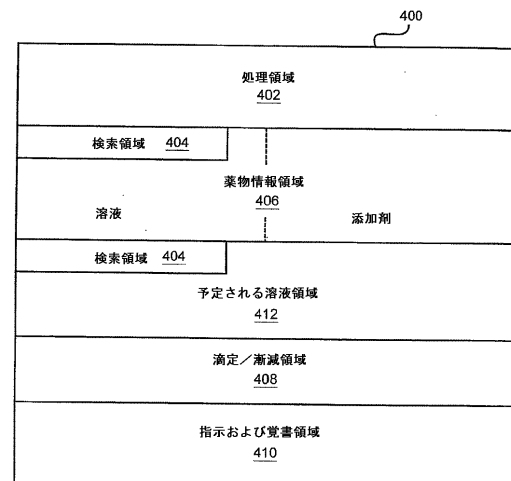 400
処理領域
402
検索領域 404
薬物情報領域
406
溶液
添加剤
検索領域 404
予定される溶液領域
412
滴定／漸減領域
408
指示および覚書領域
410